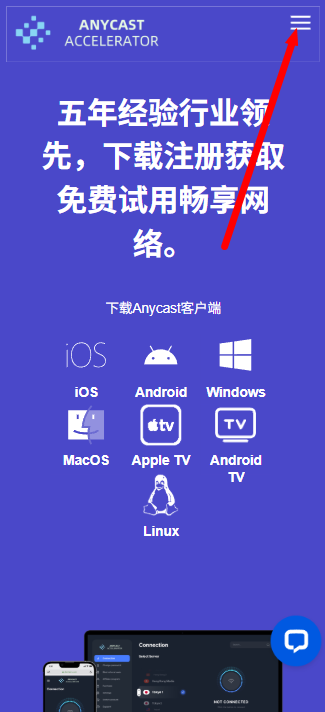 ANYCAST
ACCELERATOR
五年经验行业领
先，下载注册获取
免费试用畅享网
络。
下载Anycast客户端
iOS
iOS
Android
Windows
tv
TV
MacOS
Apple TV
Android
TV
Linux
Connection
Select Server
NOT CONNECTED